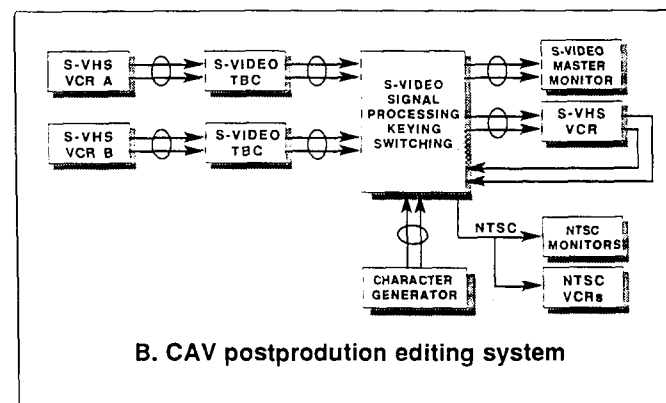 S-VHS
VCR A
S-VIDEO
TBC
S-VIDEO
SIGNAL
PROCESSING
KEYING
SWITCHING
S-VIDEO
MASTER
MONITOR
S-VHS
VCR
S-VHS
VCR B
S-VIDEO
TBC
NTSC
NTSC
MONITORS
CHARACTER
GENERATOR
NTSC
VCRs
B. CAV postprodution editing system